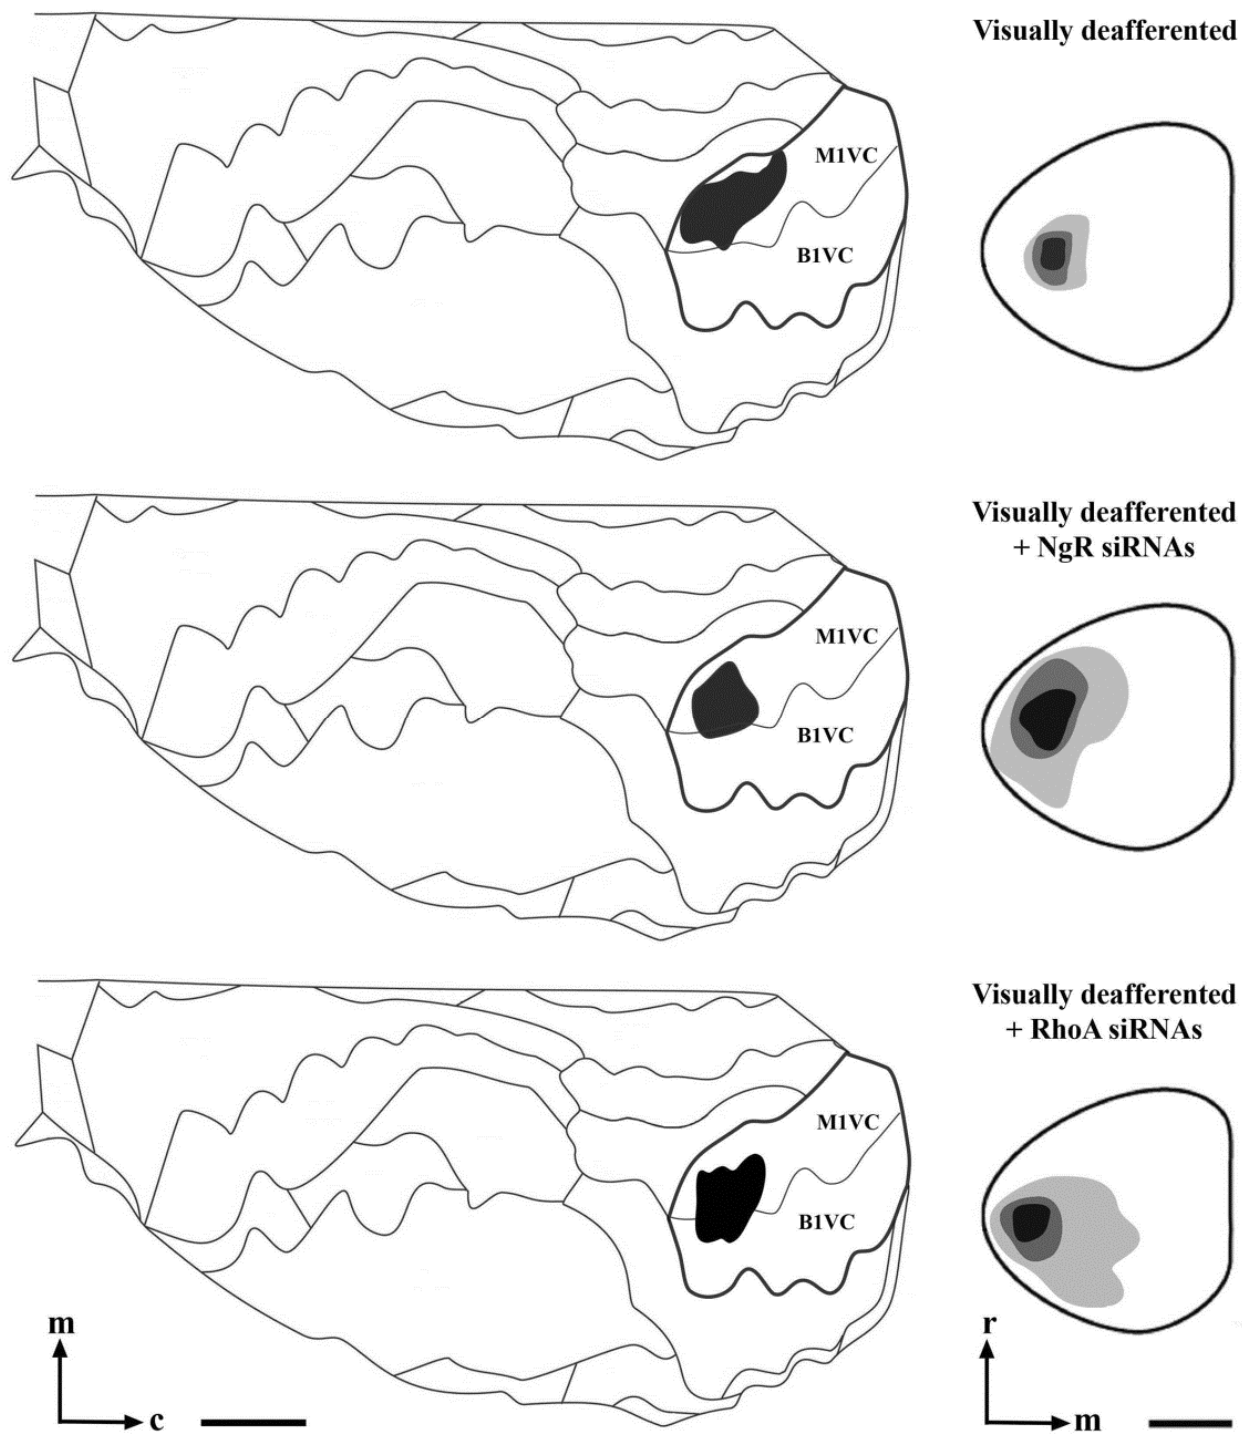 Visually deafferented
M1VC
B1VC
Visually deafferented
+ NgR siRNAs
M1VC
B1VC
Visually deafferented
+ RhoA siRNAs
M1VC
B1VC
m
c
r
m